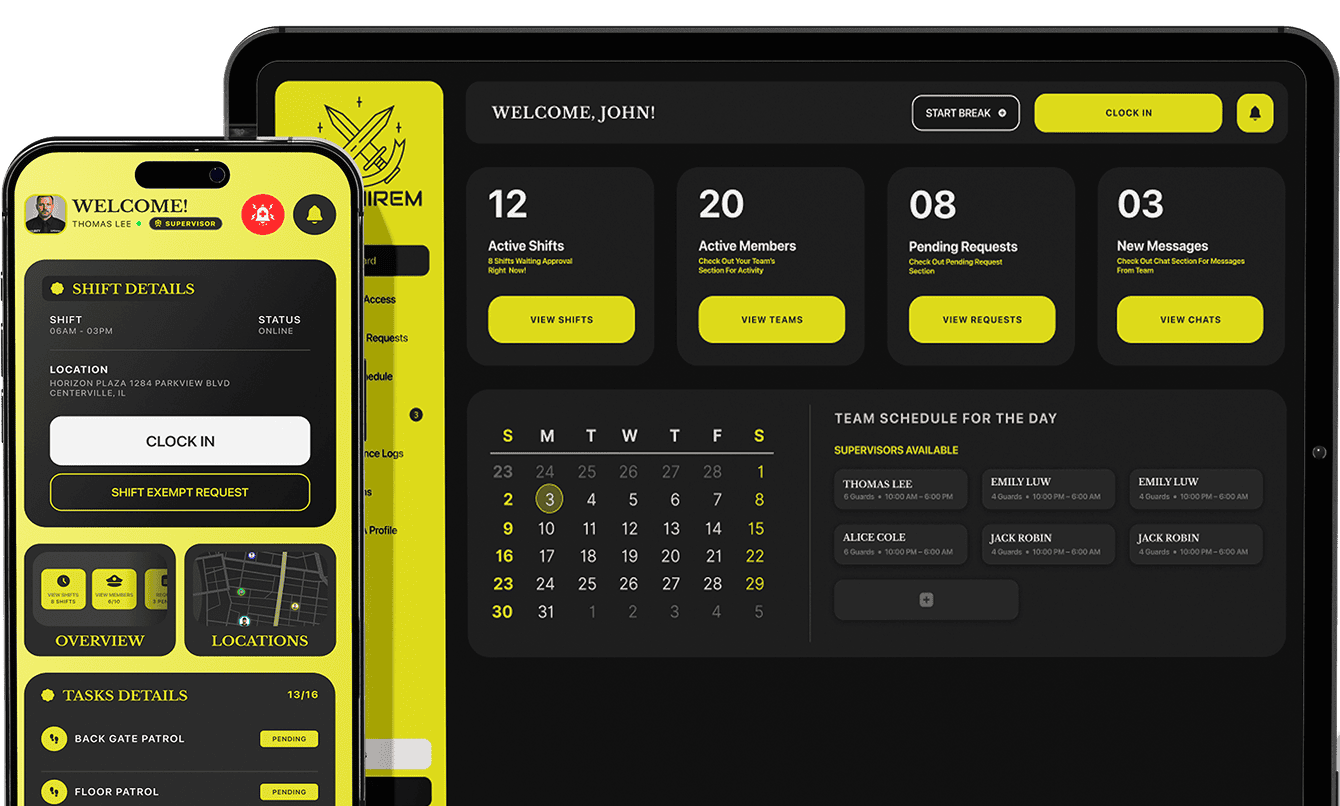 WELCOME!
THOMAS LEE
SUPERVISOR
SHIFT DETAILS
SHIFT
STATUS
06AM - 03PM
ONLINE
LOCATION
HORIZON PLAZA 1284 PARKVIEW BLVD
CENTERVILLE, IL
CLOCK IN
SHIFT EXEMPT REQUEST
VIEW SHIFTS
8 SHIFTS
VIEW MEMBERS
6/10
OVERVIEW
LOCATIONS
TASKS DETAILS
13/16
BACK GATE PATROL
PENDING
FLOOR PATROL
PENDING
Access
Requests
3
Profile
WELCOME, JOHN!
START BREAK
CLOCK IN
12
Active Shifts
8 Shifts Waiting Approval
Right Now!
VIEW SHIFTS
20
Active Members
Check Out Your Team's
Section For Activity
VIEW TEAMS
08
Pending Requests
Check Out Pending Request
Section
VIEW REQUESTS
03
New Messages
Check Out Chat Section For Messages
From Team
VIEW CHATS
S M T W T F S
23 24 25 26 27 28 1
2 3 4 5 6 7 8
9 10 11 12 13 14 15
16 17 18 19 20 21 22
23 24 25 26 27 28 29
30 31 1 2 3 4 5
TEAM SCHEDULE FOR THE DAY
SUPERVISORS AVAILABLE
THOMAS LEE
6 Guards • 10:00 AM – 6:00 PM
EMILY LUW
4 Guards • 10:00 PM – 6:00 AM
EMILY LUW
4 Guards • 10:00 PM – 6:00 AM
ALICE COLE
6 Guards • 10:00 PM – 6:00 AM
JACK ROBIN
4 Guards • 10:00 PM – 6:00 AM
JACK ROBIN
4 Guards • 10:00 PM – 6:00 AM